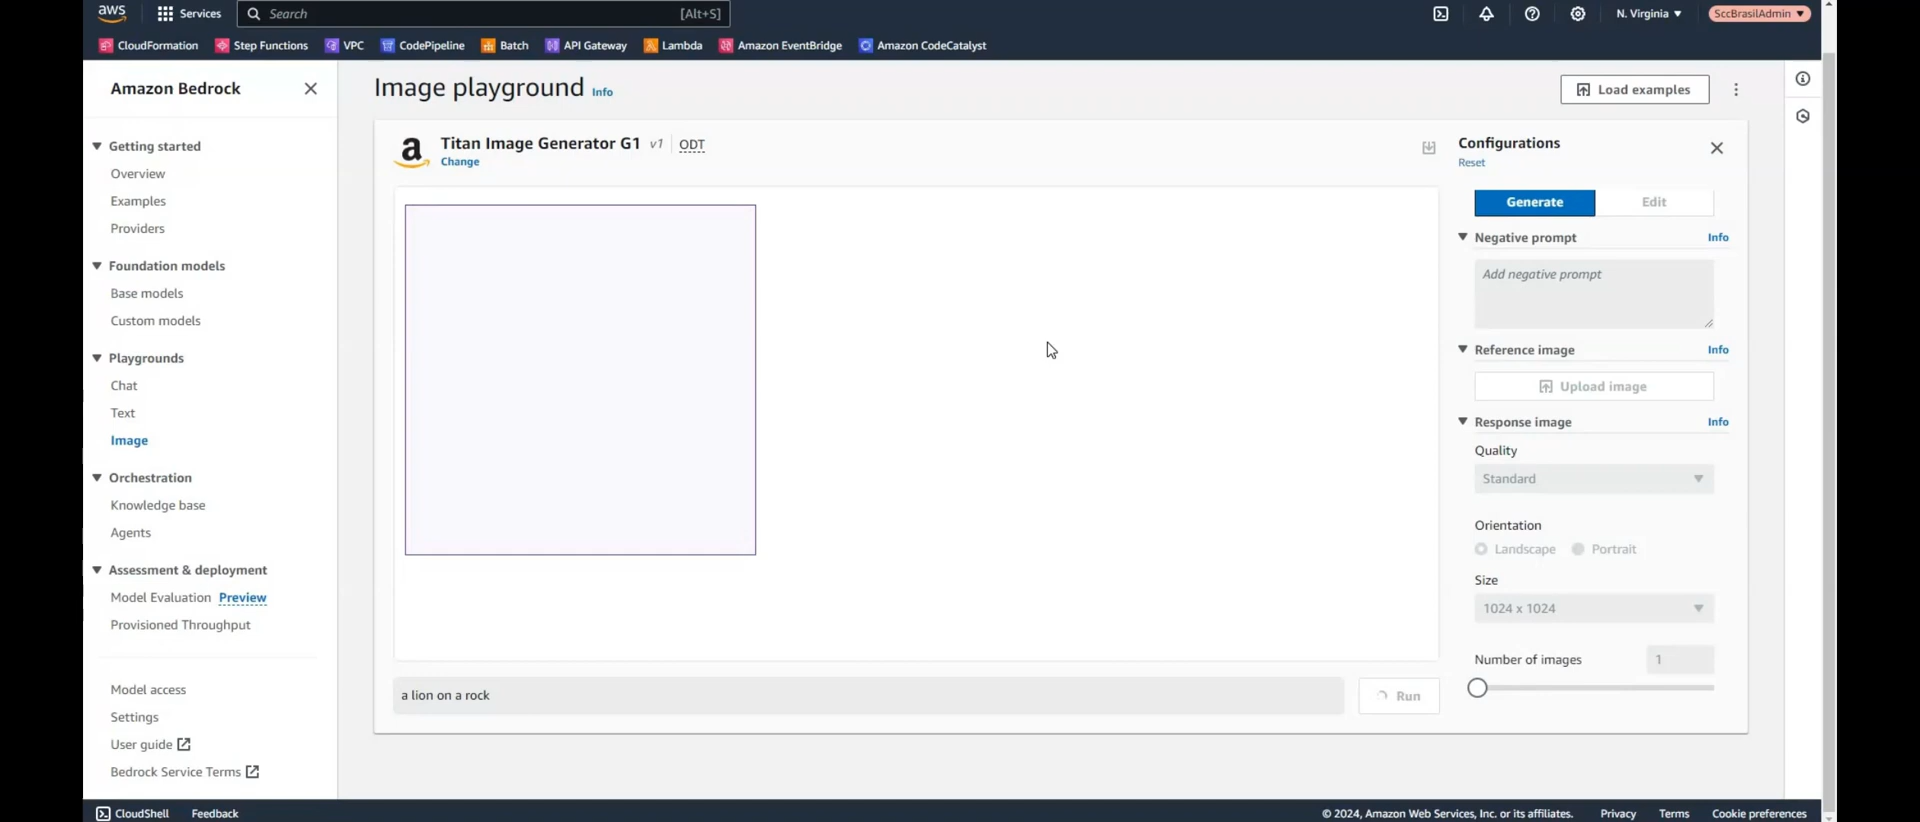 aws
Services
Search
[Alt+S]
N. Virginia
SccBrasilAdmin
CloudFormation
Step Functions
VPC
CodePipeline
Batch
API Gateway
Lambda
Amazon EventBridge
Amazon CodeCatalyst
Amazon Bedrock
Getting started
Overview
Examples
Providers
Foundation models
Base models
Custom models
Playgrounds
Chat
Text
Image
Orchestration
Knowledge base
Agents
Assessment & deployment
Model Evaluation Preview
Provisioned Throughput
Model access
Settings
User guide
Bedrock Service Terms
Image playground Info
Load examples
a
Titan Image Generator G1 v1 ODT
Change
a lion on a rock
Run
Configurations
Reset
Generate
Edit
Negative prompt Info
Add negative prompt
Reference image Info
Upload image
Response image Info
Quality
Standard
Orientation
Landscape
Portrait
Size
1024 x 1024
Number of images
1
CloudShell
Feedback
© 2024, Amazon Web Services, Inc. or its affiliates.
Privacy
Terms
Cookie preferences